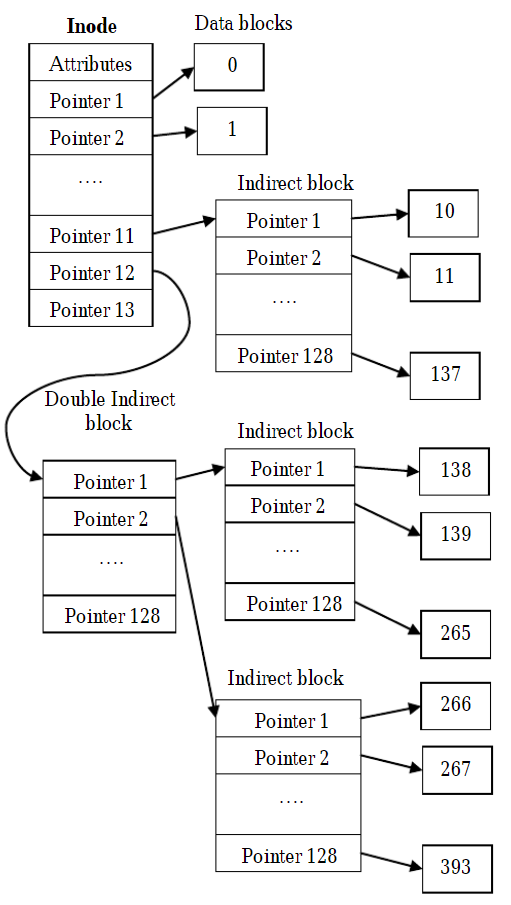 Inode
Data blocks
Attributes
Pointer 1
Pointer 2
....
Pointer 11
Pointer 12
Pointer 13
0
1
Indirect block
Pointer 1
Pointer 2
....
Pointer 128
10
11
137
Double Indirect
block
Pointer 1
Pointer 2
....
Pointer 128
Indirect block
Pointer 1
Pointer 2
....
Pointer 128
138
139
265
Indirect block
Pointer 1
Pointer 2
....
Pointer 128
266
267
393